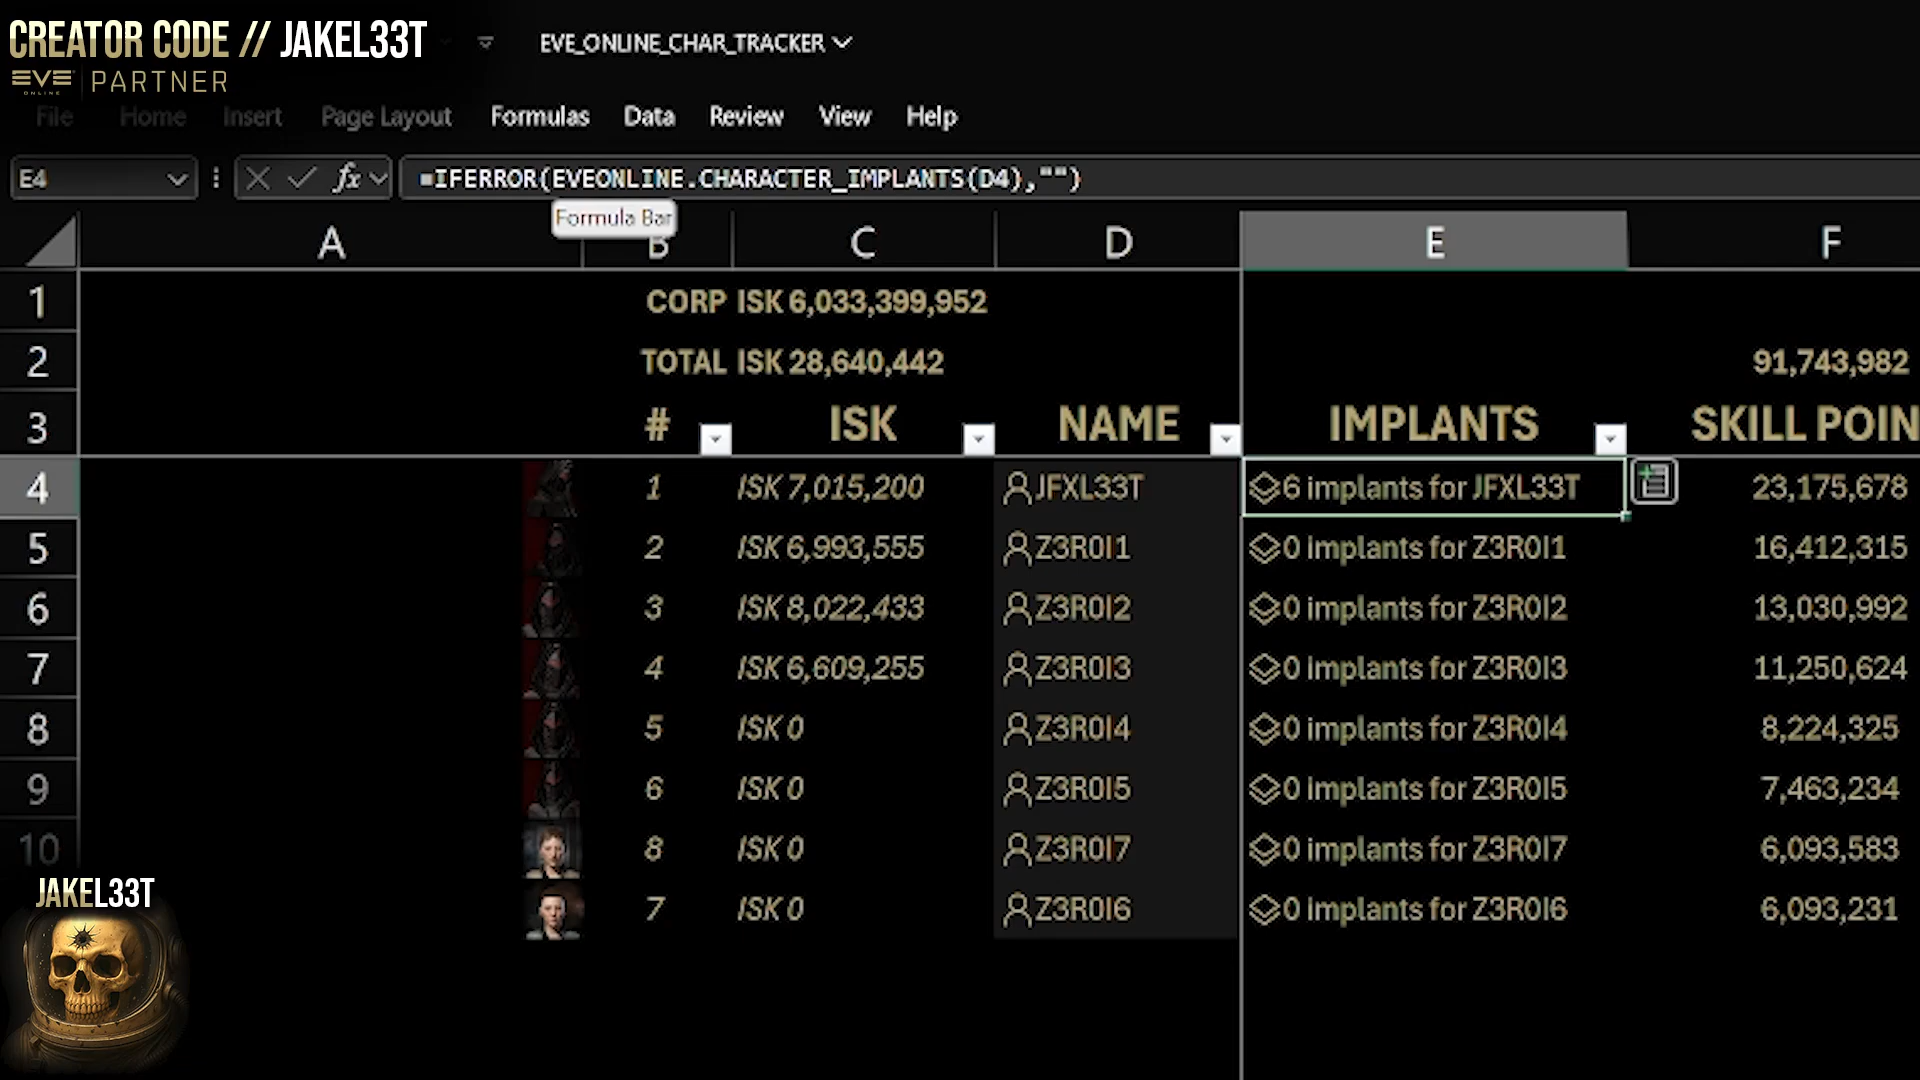 CREATOR CODE // JAKEL33T
EVE ONLINE PARTNER
EVE_ONLINE_CHAR_TRACKER
File Home Insert Page Layout Formulas Data Review View Help
E4 fx =IFERROR(EVEONLINE.CHARACTER_IMPLANTS(D4),"")
Formula Bar
A B C D E F
1 CORP ISK 6,033,399,952
2 TOTAL ISK 28,640,442 91,743,982
3 # ISK NAME IMPLANTS SKILL POIN
4 1 ISK 7,015,200 JFXL33T 6 implants for JFXL33T 23,175,678
5 2 ISK 6,993,555 Z3R0I1 0 implants for Z3R0I1 16,412,315
6 3 ISK 8,022,433 Z3R0I2 0 implants for Z3R0I2 13,030,992
7 4 ISK 6,609,255 Z3R0I3 0 implants for Z3R0I3 11,250,624
8 5 ISK 0 Z3R0I4 0 implants for Z3R0I4 8,224,325
9 6 ISK 0 Z3R0I5 0 implants for Z3R0I5 7,463,234
10 8 ISK 0 Z3R0I7 0 implants for Z3R0I7 6,093,583
7 ISK 0 Z3R0I6 0 implants for Z3R0I6 6,093,231
JAKEL33T